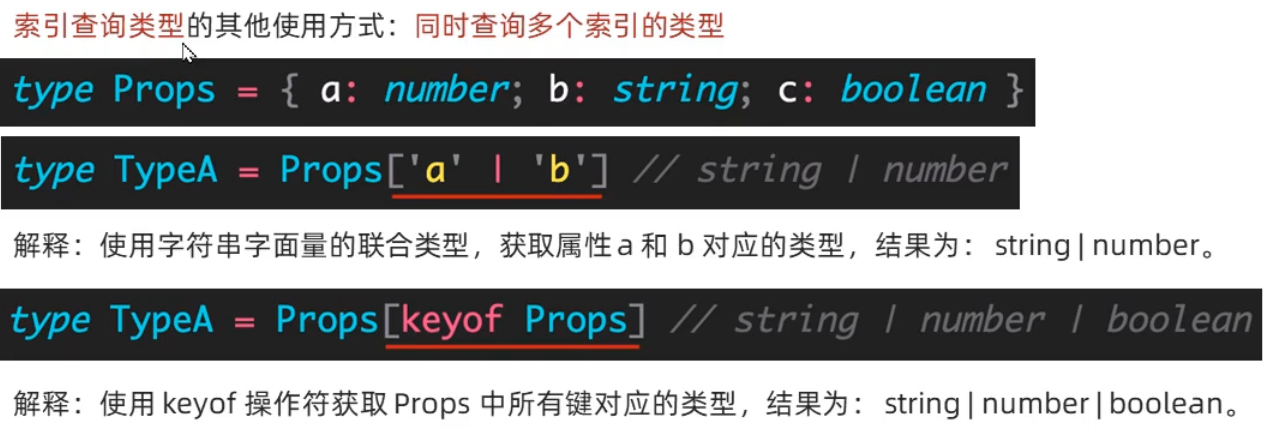 索引查询类型的其他使用方式：同时查询多个索引的类型
type Props = { a: number; b: string; c: boolean }
type TypeA = Props['a' | 'b'] // string | number
解释：使用字符串字面量的联合类型，获取属性 a 和 b 对应的类型，结果为： string | number。
type TypeA = Props[keyof Props] // string | number | boolean
解释：使用 keyof 操作符获取 Props 中所有键对应的类型，结果为： string | number | boolean。